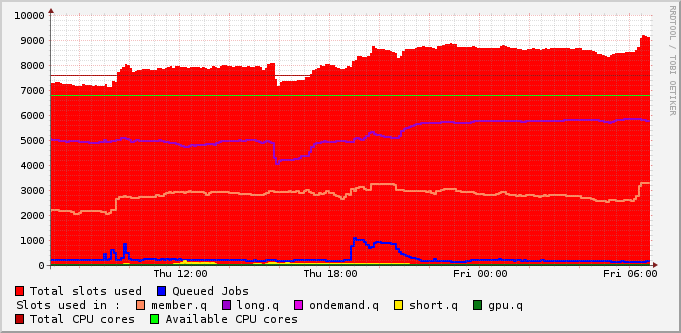 10000
9000
8000
7000
6000
5000
4000
3000
2000
1000
0
Thu 12:00 Thu 18:00 Fri 00:00 Fri 06:00
RRDTOOL / TOBI OETIKER
Total slots used Queued Jobs
Slots used in : member.q long.q ondemand.q short.q gpu.q
Total CPU cores Available CPU cores